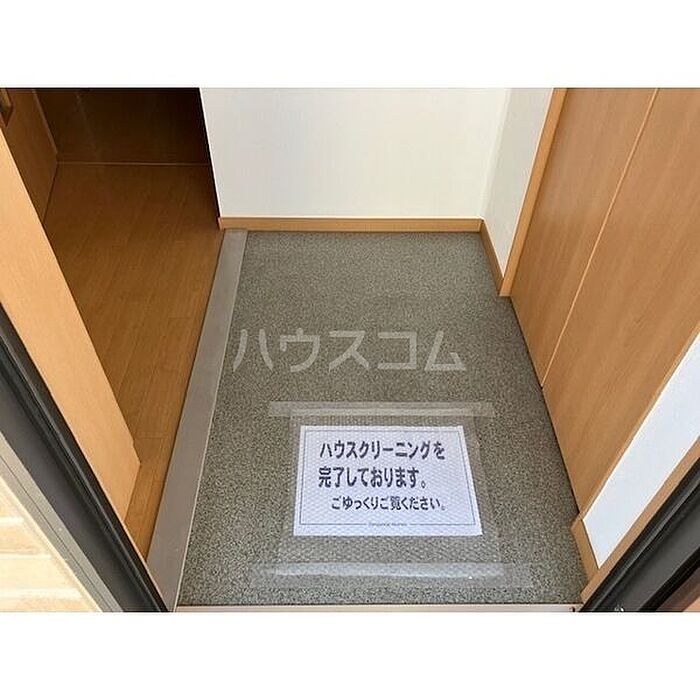 ハウスコム
ハウスクリーニングを
完了しております。
ごゆっくりご覧ください。